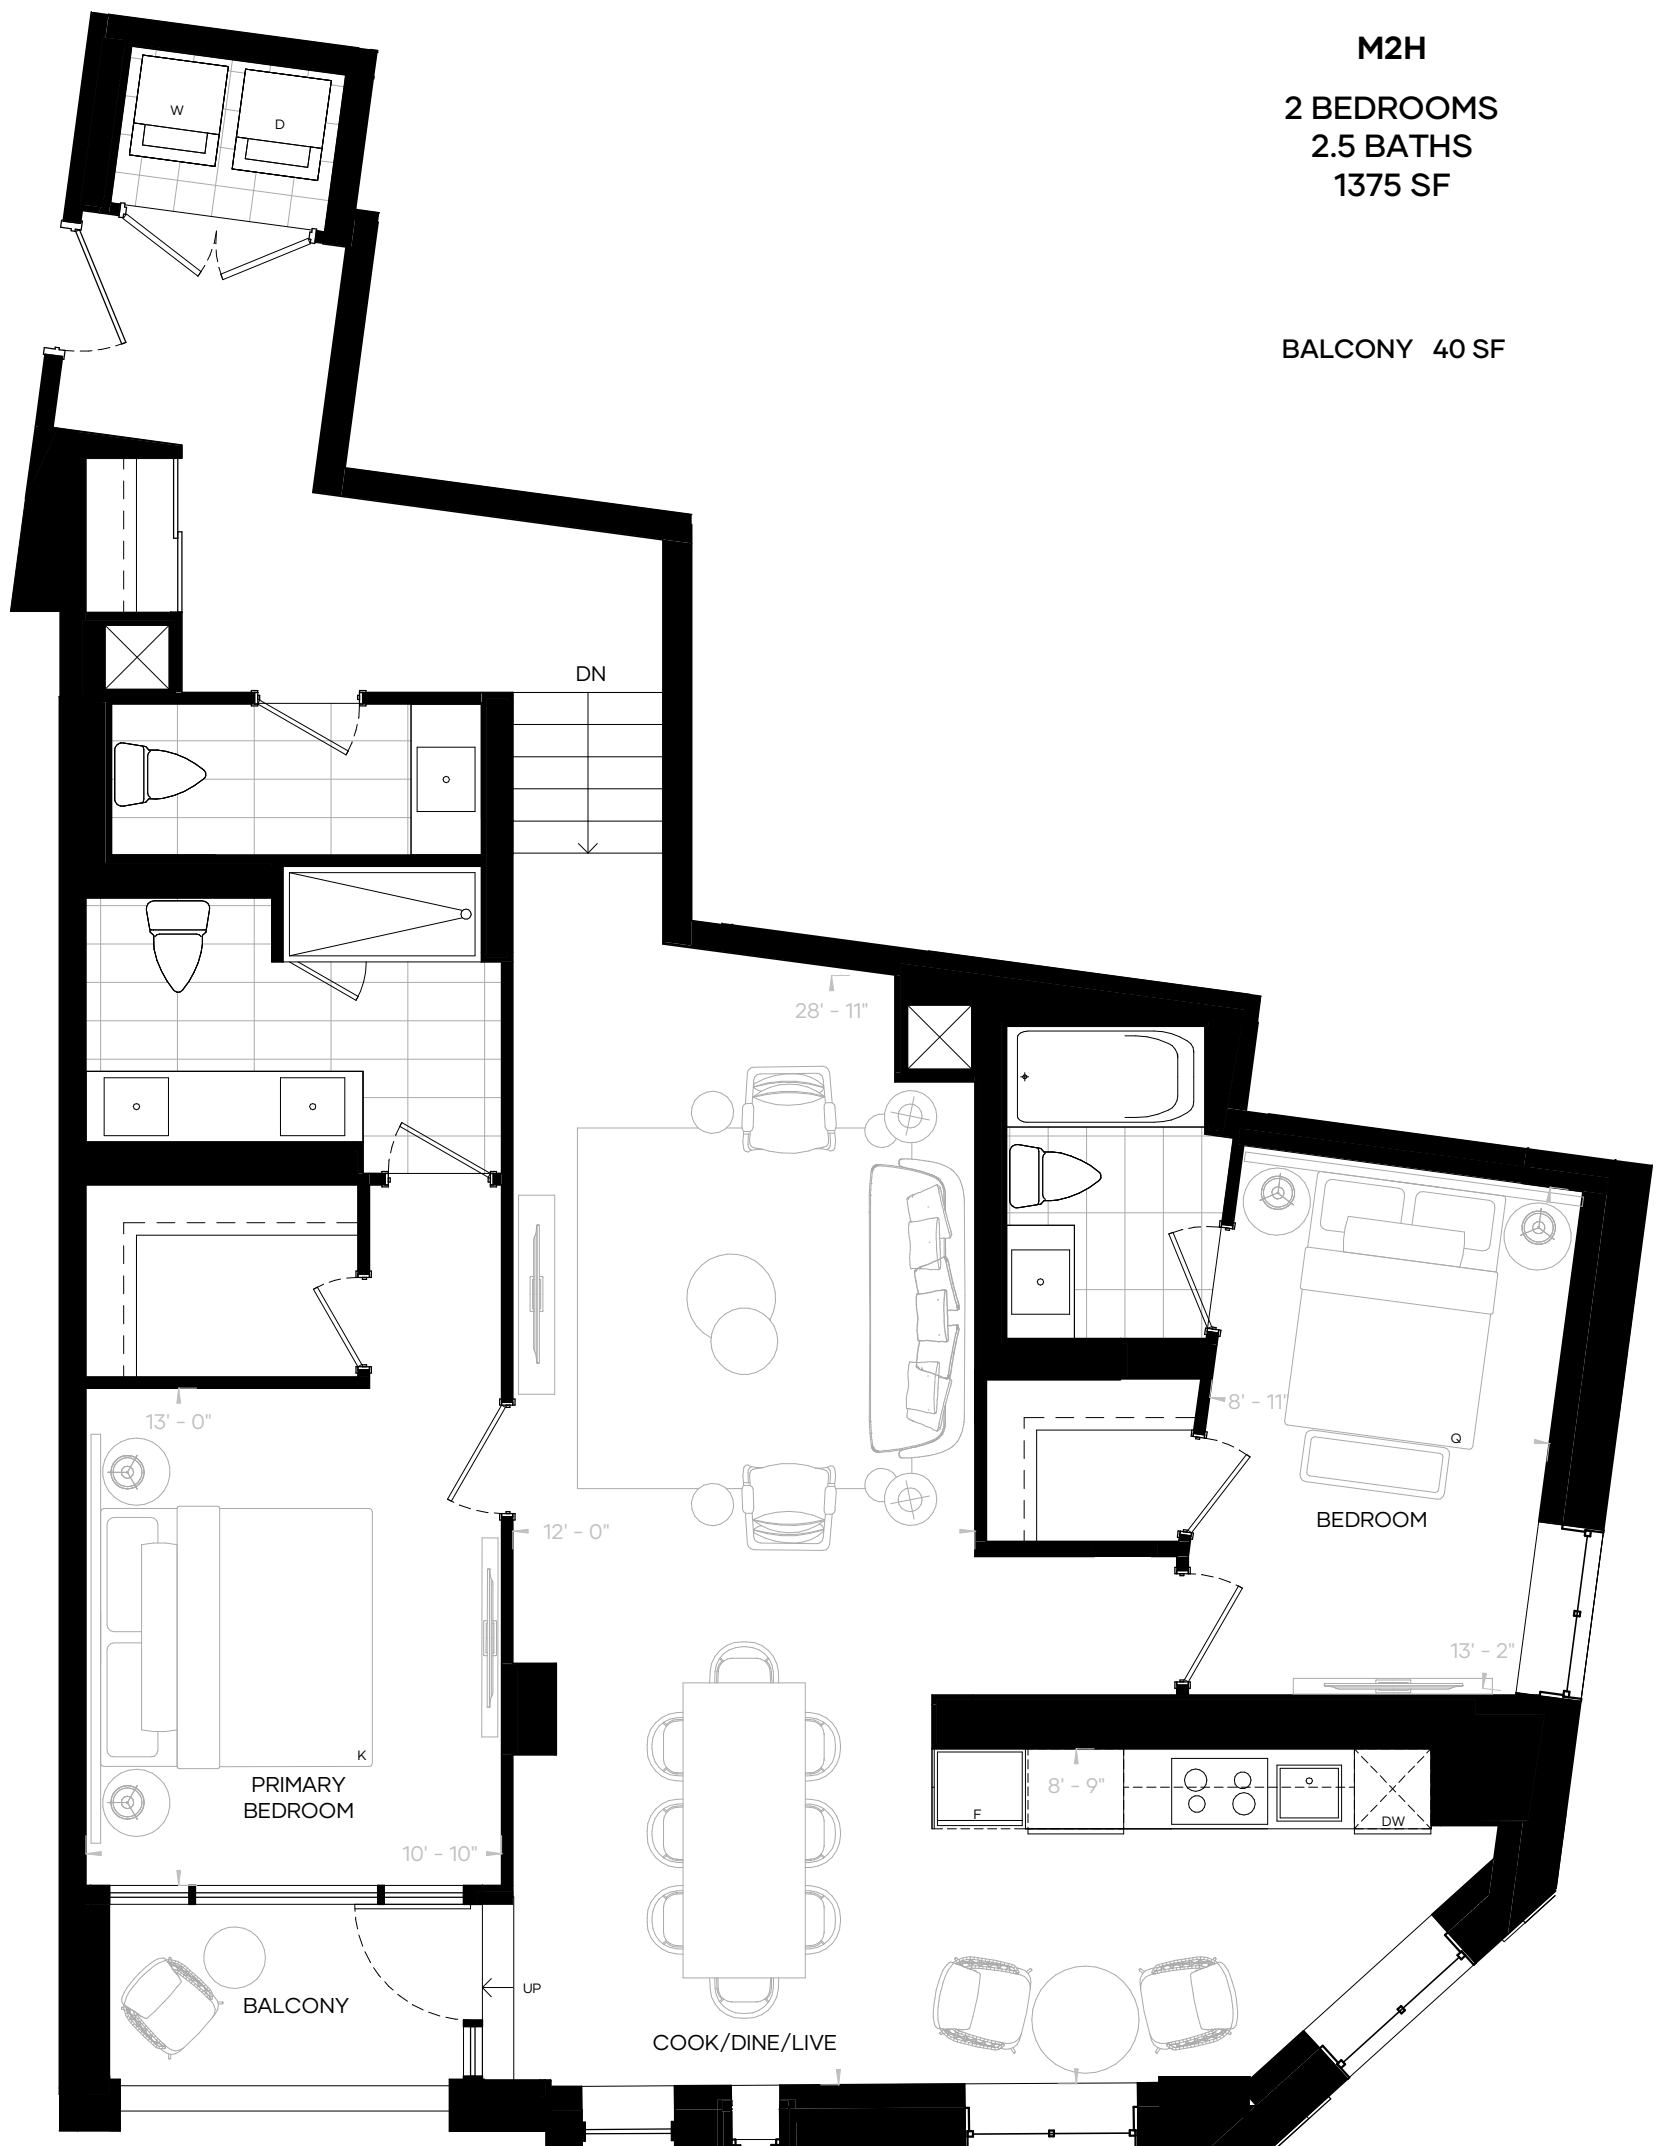 M2H
2 BEDROOMS
2.5 BATHS
1375 SF
BALCONY 40 SF
W
D
DN
28' - 11"
13' - 0"
8' - 11"
Q
BEDROOM
12' - 0"
13' - 2"
K
PRIMARY
BEDROOM
10' - 10"
8' - 9"
F
DW
UP
BALCONY
COOK/DINE/LIVE